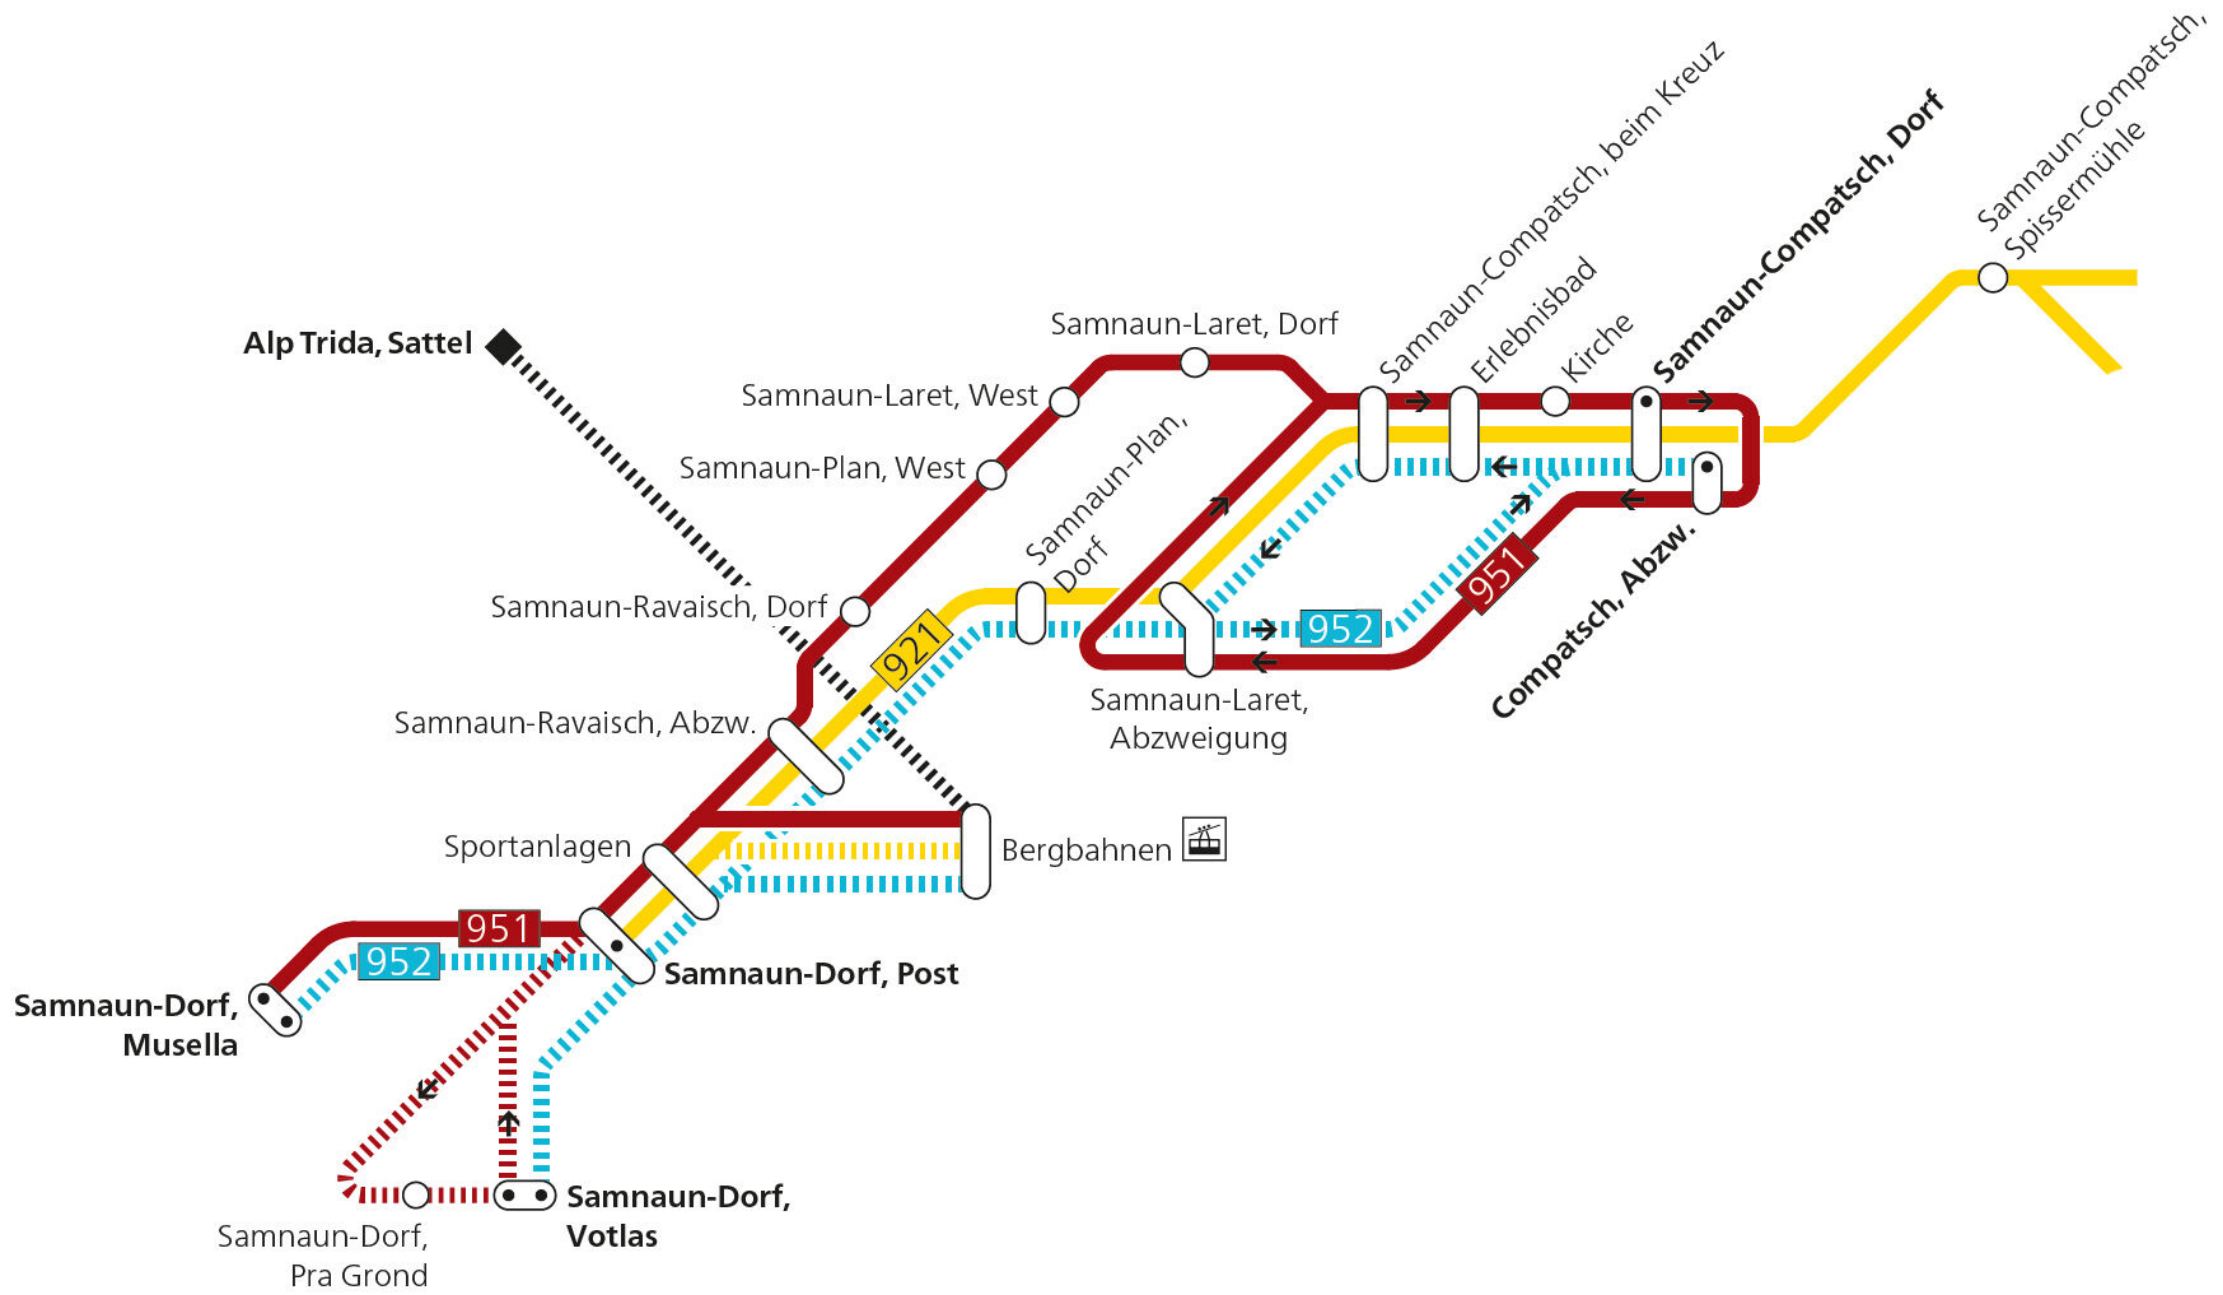 Samnaun-Compatsch,
Spissermühle
Samnaun-Compatsch, Dorf
Samnaun-Compatsch, beim Kreuz
Erlebnisbad
Kirche
Samnaun-Laret, Dorf
Alp Trida, Sattel
Samnaun-Laret, West
Samnaun-Plan, West
Samnaun-Plan,
Dorf
Samnaun-Ravaisch, Dorf
921
952
951
Compatsch, Abzw.
Samnaun-Laret,
Abzweigung
Samnaun-Ravaisch, Abzw.
Sportanlagen
Bergbahnen
951
952
Samnaun-Dorf, Post
Samnaun-Dorf,
Musella
Samnaun-Dorf,
Votlas
Samnaun-Dorf,
Pra Grond